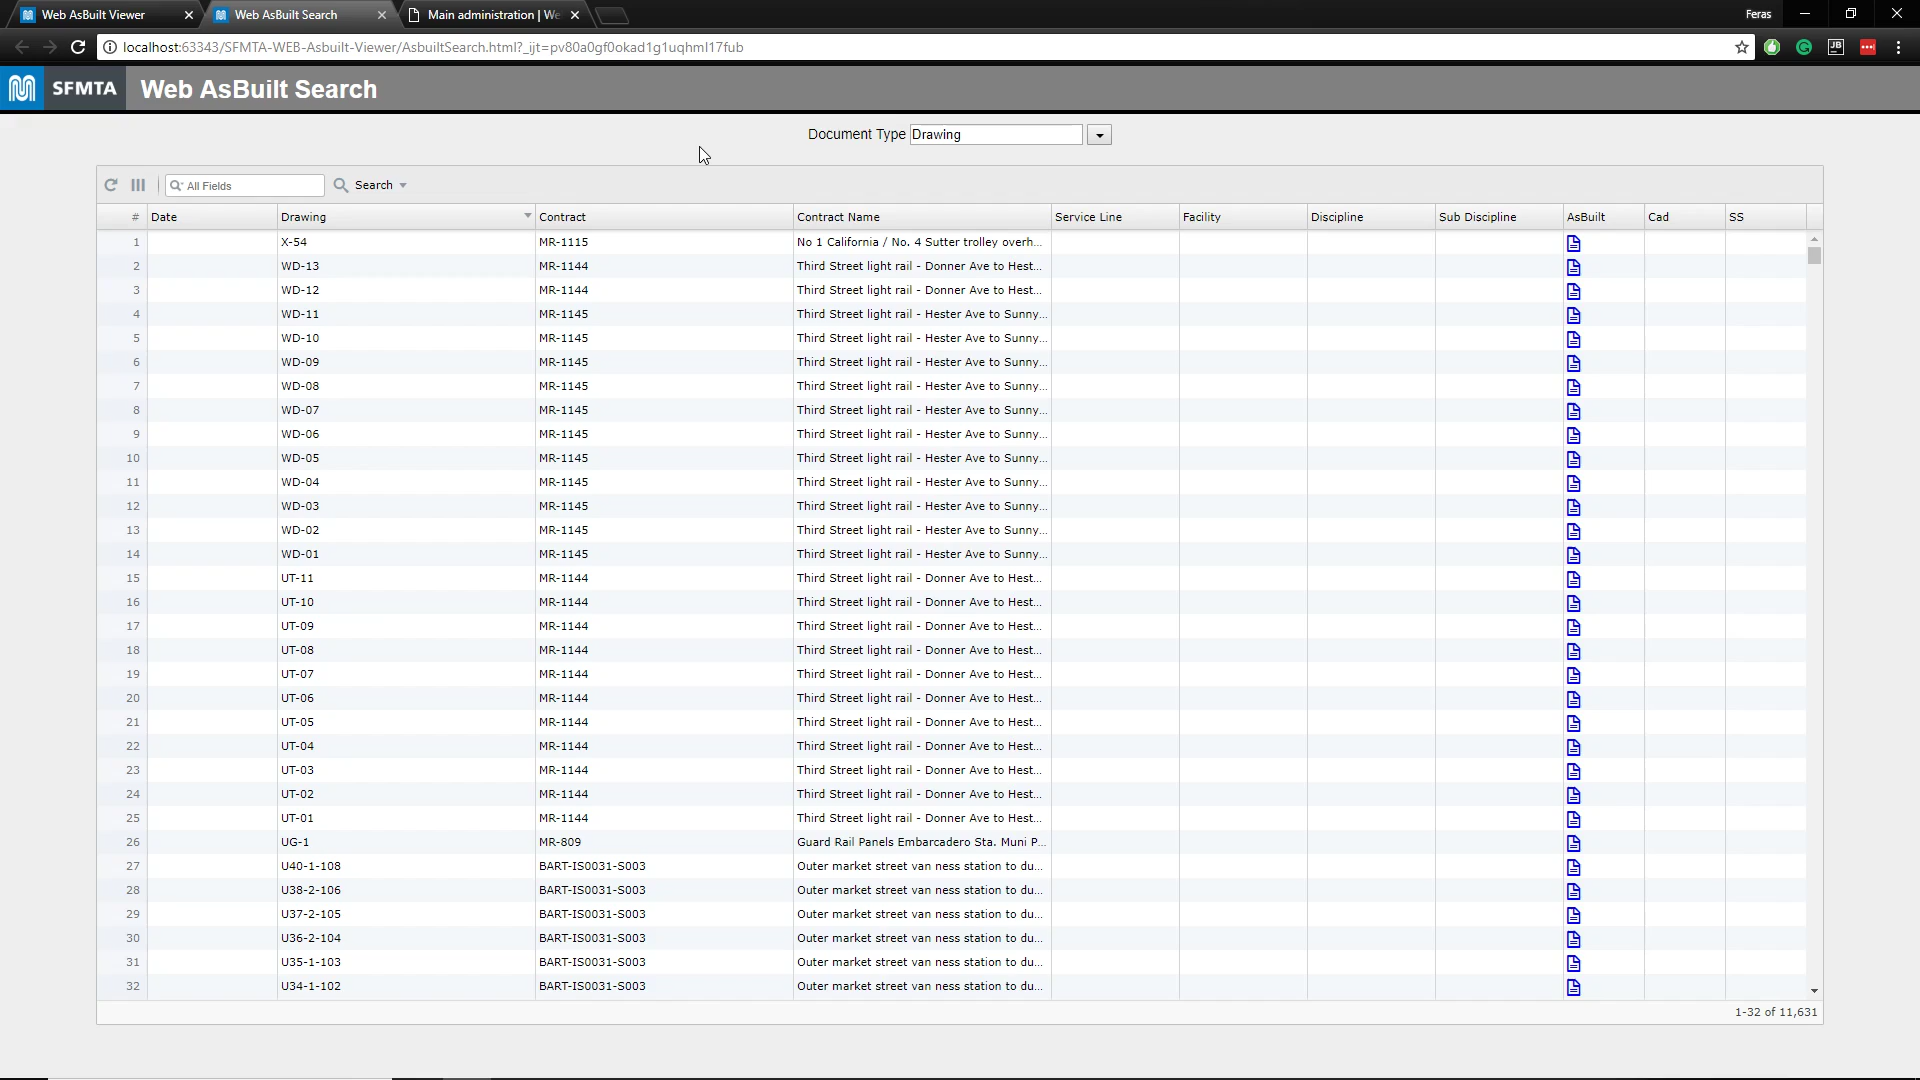 Web AsBuilt Viewer
Web AsBuilt Search
Main administration | We
Feras
localhost:63343/SFMTA-WEB-Asbuilt-Viewer/AsbuiltSearch.html?_ijt=pv80a0gf0okad1g1uqhml17fub
JB
SFMTA Web AsBuilt Search
Document Type Drawing
All Fields Search
# Date Drawing Contract Contract Name Service Line Facility Discipline Sub Discipline AsBuilt Cad SS
1 X-54 MR-1115 No 1 California / No. 4 Sutter trolley overh...
2 WD-13 MR-1144 Third Street light rail - Donner Ave to Hest...
3 WD-12 MR-1144 Third Street light rail - Donner Ave to Hest...
4 WD-11 MR-1145 Third Street light rail - Hester Ave to Sunny...
5 WD-10 MR-1145 Third Street light rail - Hester Ave to Sunny...
6 WD-09 MR-1145 Third Street light rail - Hester Ave to Sunny...
7 WD-08 MR-1145 Third Street light rail - Hester Ave to Sunny...
8 WD-07 MR-1145 Third Street light rail - Hester Ave to Sunny...
9 WD-06 MR-1145 Third Street light rail - Hester Ave to Sunny...
10 WD-05 MR-1145 Third Street light rail - Hester Ave to Sunny...
11 WD-04 MR-1145 Third Street light rail - Hester Ave to Sunny...
12 WD-03 MR-1145 Third Street light rail - Hester Ave to Sunny...
13 WD-02 MR-1145 Third Street light rail - Hester Ave to Sunny...
14 WD-01 MR-1145 Third Street light rail - Hester Ave to Sunny...
15 UT-11 MR-1144 Third Street light rail - Donner Ave to Hest...
16 UT-10 MR-1144 Third Street light rail - Donner Ave to Hest...
17 UT-09 MR-1144 Third Street light rail - Donner Ave to Hest...
18 UT-08 MR-1144 Third Street light rail - Donner Ave to Hest...
19 UT-07 MR-1144 Third Street light rail - Donner Ave to Hest...
20 UT-06 MR-1144 Third Street light rail - Donner Ave to Hest...
21 UT-05 MR-1144 Third Street light rail - Donner Ave to Hest...
22 UT-04 MR-1144 Third Street light rail - Donner Ave to Hest...
23 UT-03 MR-1144 Third Street light rail - Donner Ave to Hest...
24 UT-02 MR-1144 Third Street light rail - Donner Ave to Hest...
25 UT-01 MR-1144 Third Street light rail - Donner Ave to Hest...
26 UG-1 MR-809 Guard Rail Panels Embarcadero Sta. Muni P...
27 U40-1-108 BART-IS0031-S003 Outer market street van ness station to du...
28 U38-2-106 BART-IS0031-S003 Outer market street van ness station to du...
29 U37-2-105 BART-IS0031-S003 Outer market street van ness station to du...
30 U36-2-104 BART-IS0031-S003 Outer market street van ness station to du...
31 U35-1-103 BART-IS0031-S003 Outer market street van ness station to du...
32 U34-1-102 BART-IS0031-S003 Outer market street van ness station to du...
1-32 of 11,631